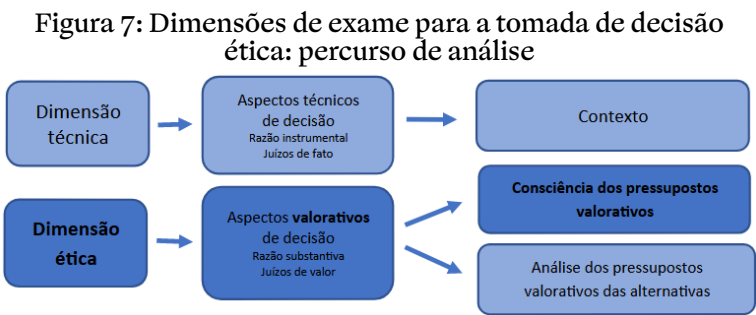 Figura 7: Dimensões de exame para a tomada de decisão
ética: percurso de análise
Dimensão
técnica
Aspectos técnicos
de decisão
Razão instrumental
Juízos de fato
Contexto
Dimensão
ética
Aspectos valorativos
de decisão
Razão substantiva
Juízos de valor
Consciência dos pressupostos
valorativos
Análise dos pressupostos
valorativos das alternativas